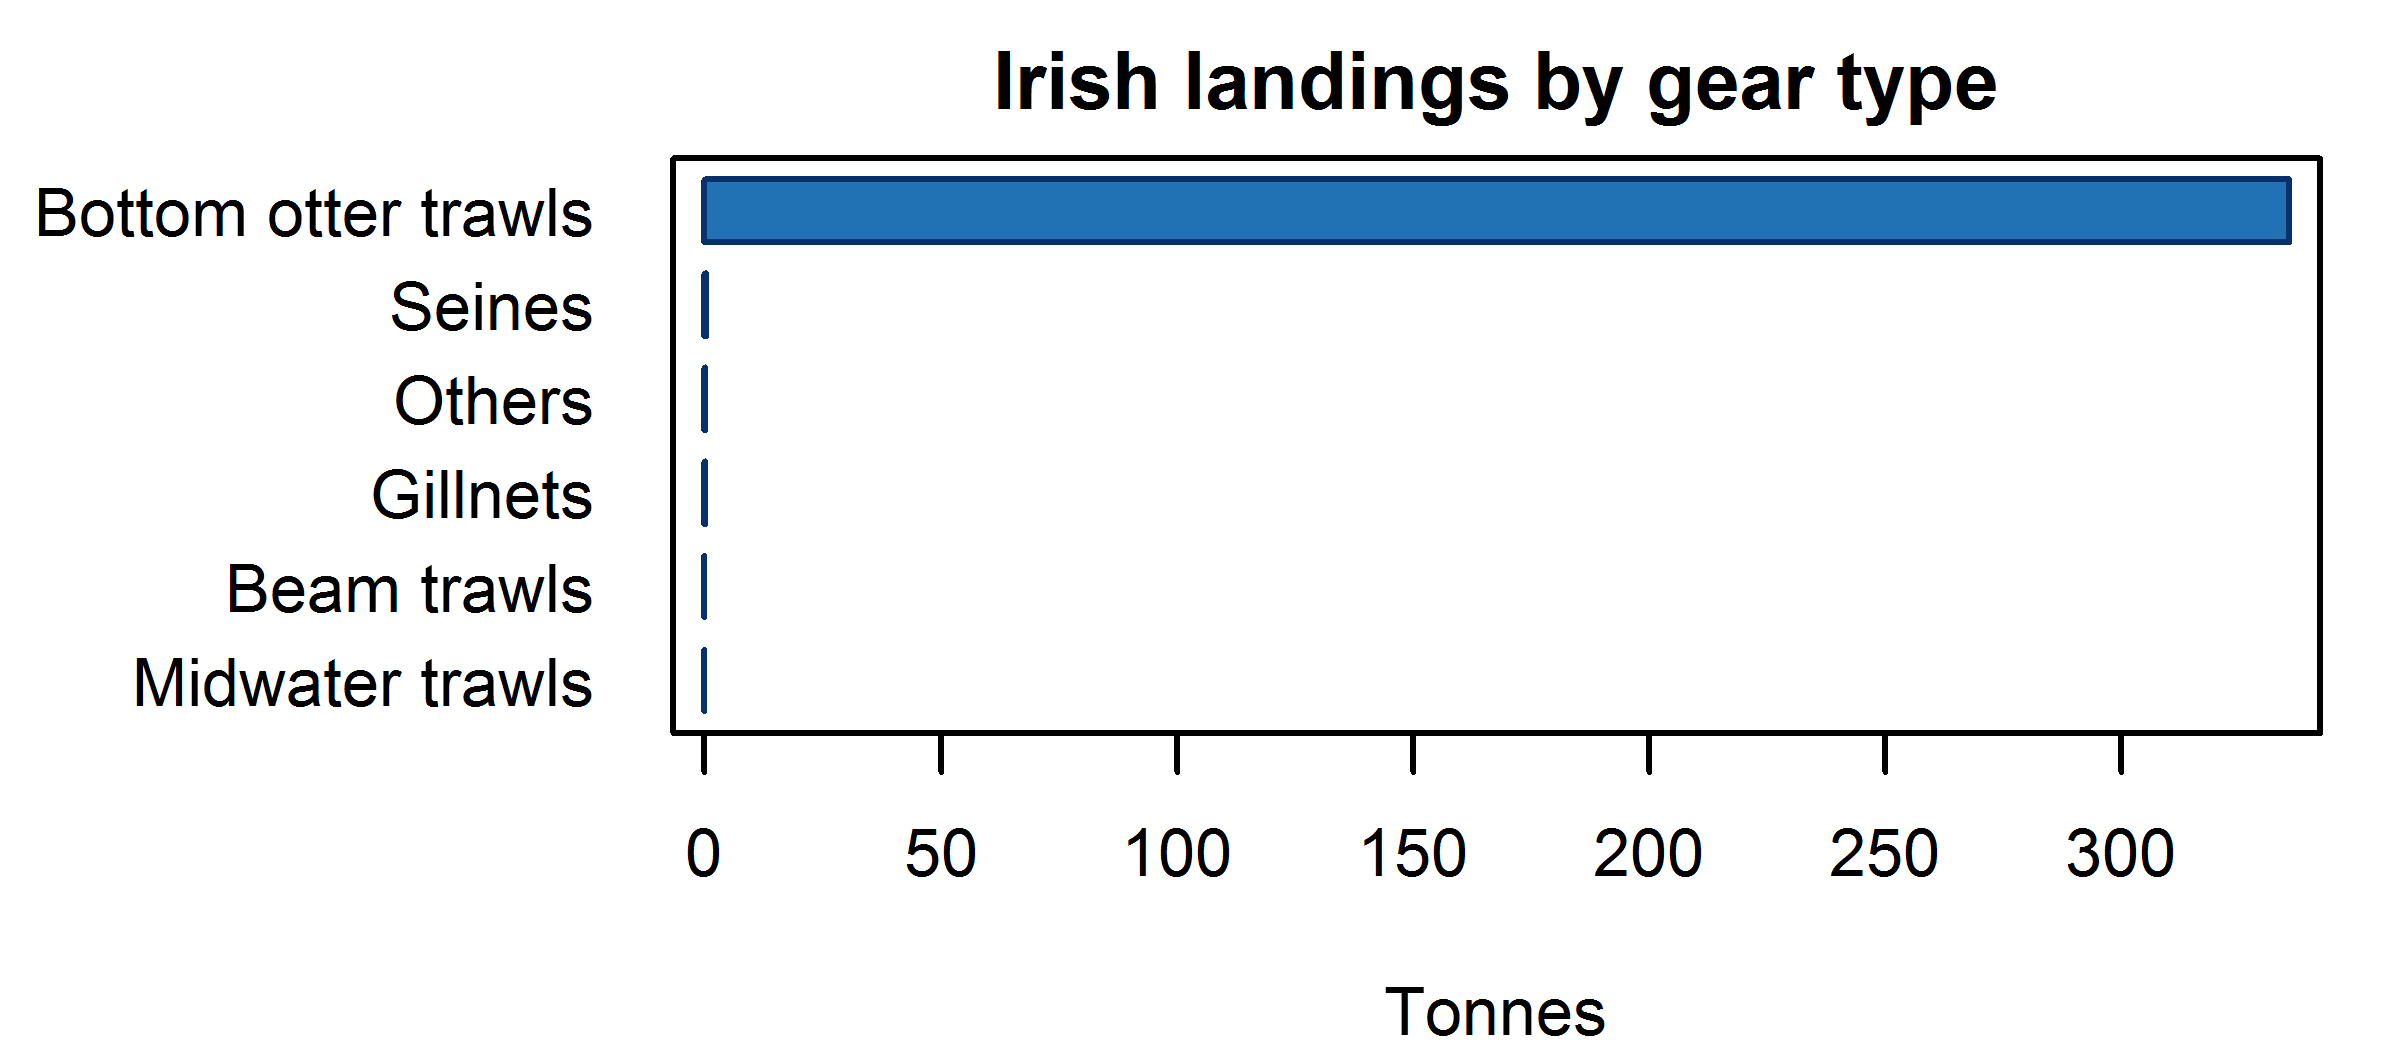 Irish landings by gear type
Bottom otter trawls
Seines
Others
Gillnets
Beam trawls
Midwater trawls
0 50 100 150 200 250 300
Tonnes